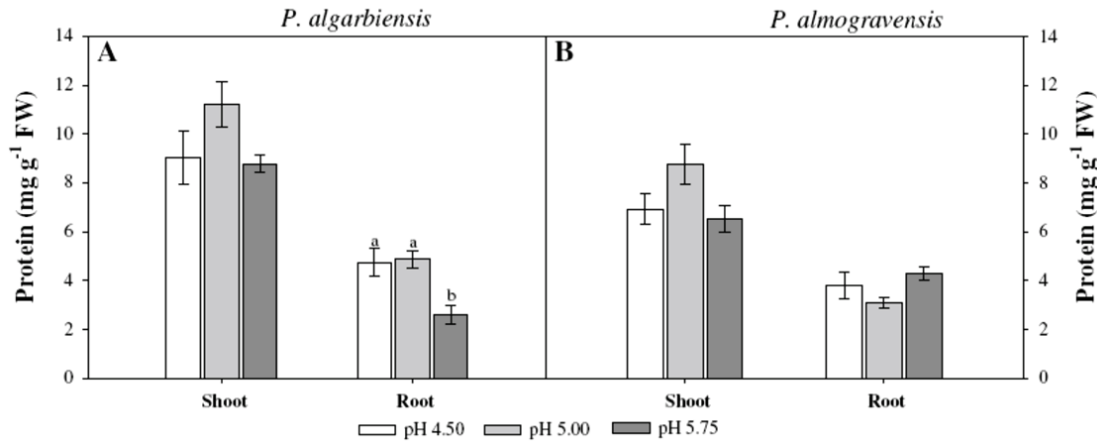 P. algarbiensis P. almogravensis
A B
14 14
12 12
10 10
8 8
6 6
4 4
2 2
0 0
Protein (mg g⁻¹ FW)
Protein (mg g⁻¹ FW)
a a
b
Shoot Root Shoot Root
pH 4.50 pH 5.00 pH 5.75